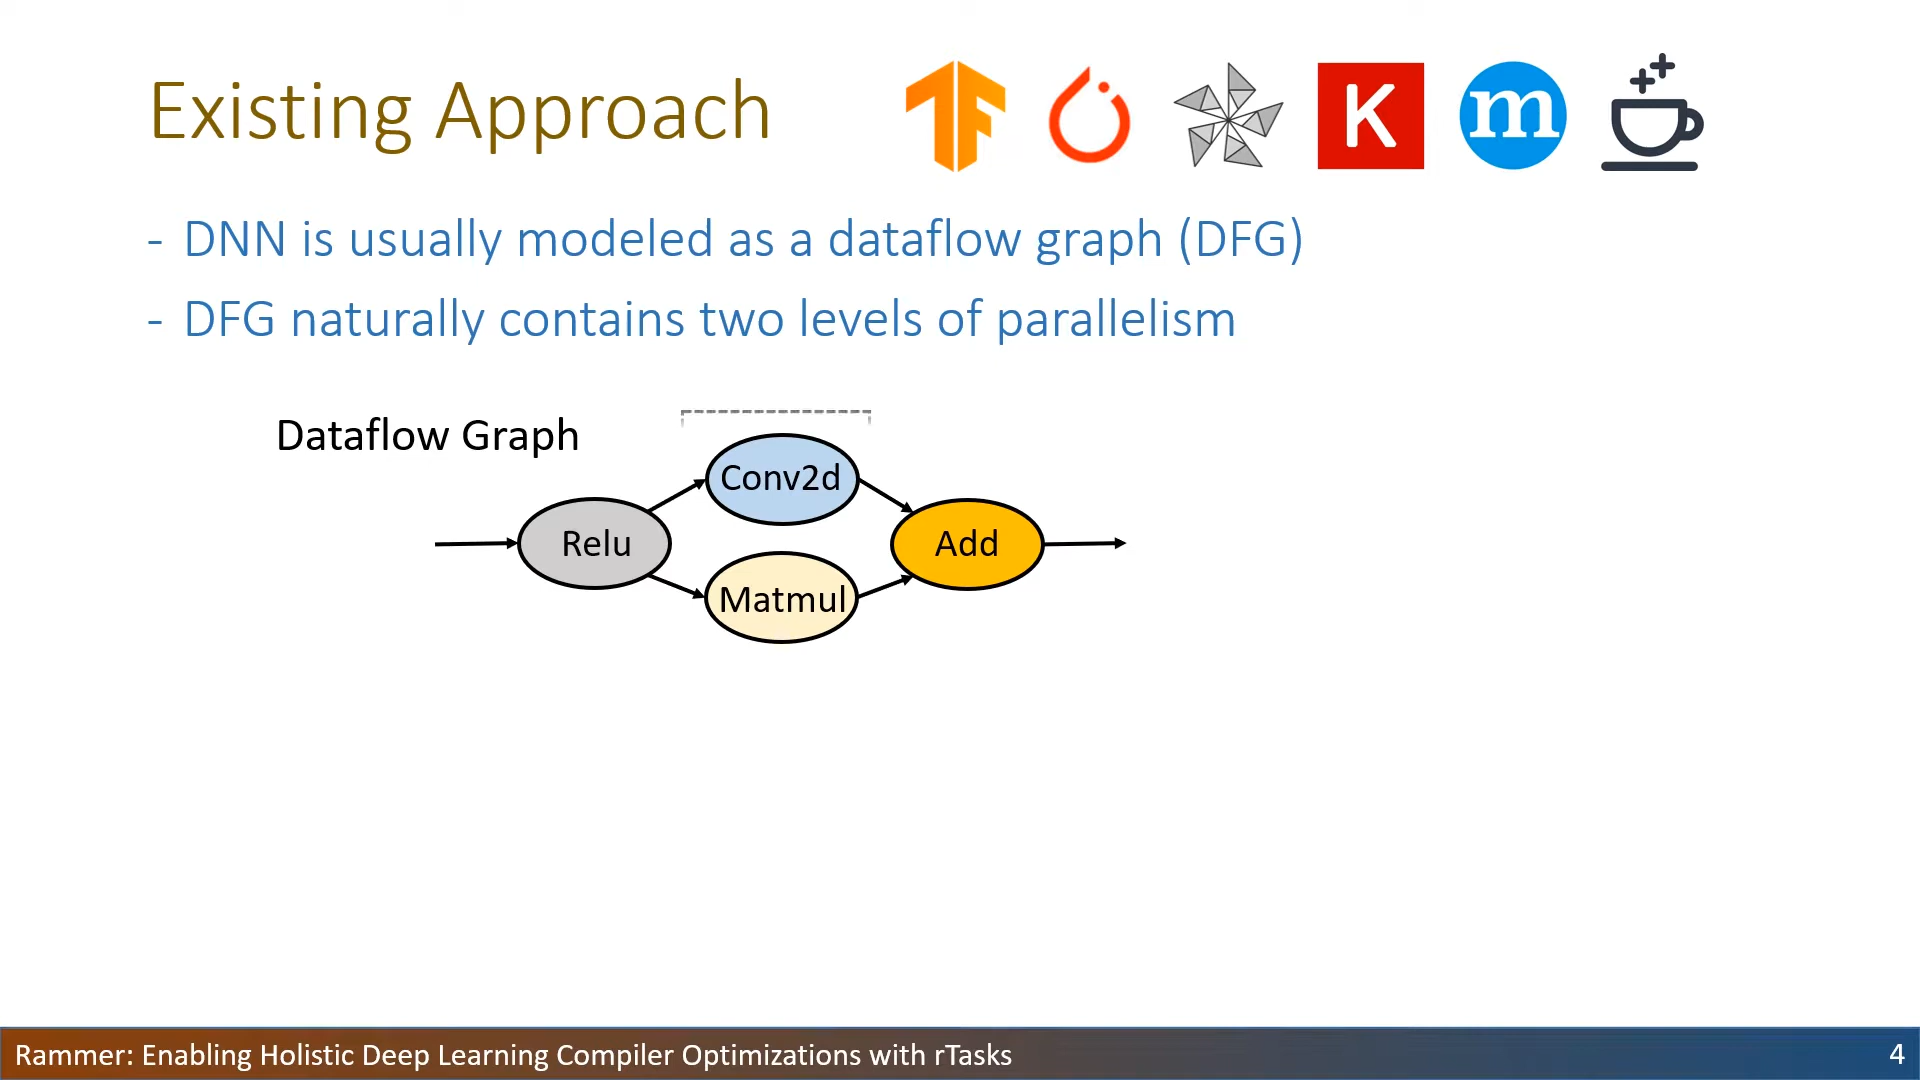 Existing Approach
K
m
- DNN is usually modeled as a dataflow graph (DFG)
- DFG naturally contains two levels of parallelism
Dataflow Graph
Conv2d
Relu
Add
Matmul
Rammer: Enabling Holistic Deep Learning Compiler Optimizations with rTasks
4